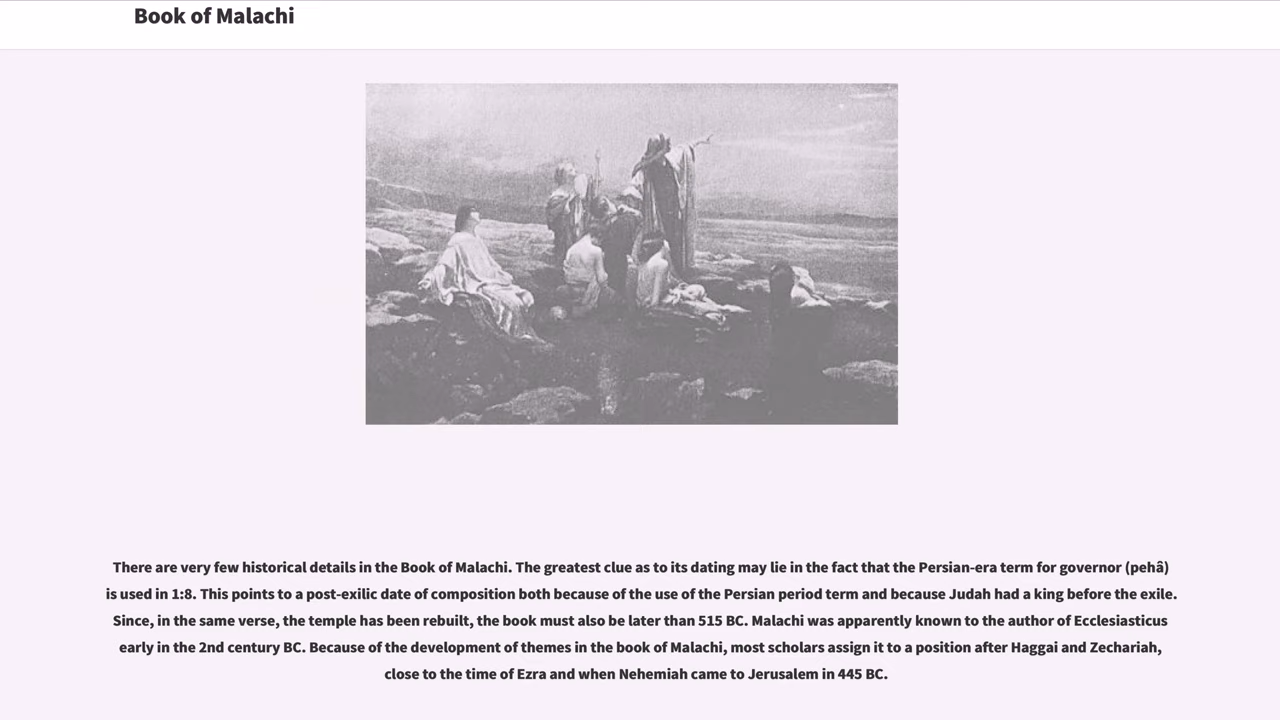 Book of Malachi
There are very few historical details in the Book of Malachi. The greatest clue as to its dating may lie in the fact that the Persian-era term for governor (pehâ)
is used in 1:8. This points to a post-exilic date of composition both because of the use of the Persian period term and because Judah had a king before the exile.
Since, in the same verse, the temple has been rebuilt, the book must also be later than 515 BC. Malachi was apparently known to the author of Ecclesiasticus
early in the 2nd century BC. Because of the development of themes in the book of Malachi, most scholars assign it to a position after Haggai and Zechariah,
close to the time of Ezra and when Nehemiah came to Jerusalem in 445 BC.